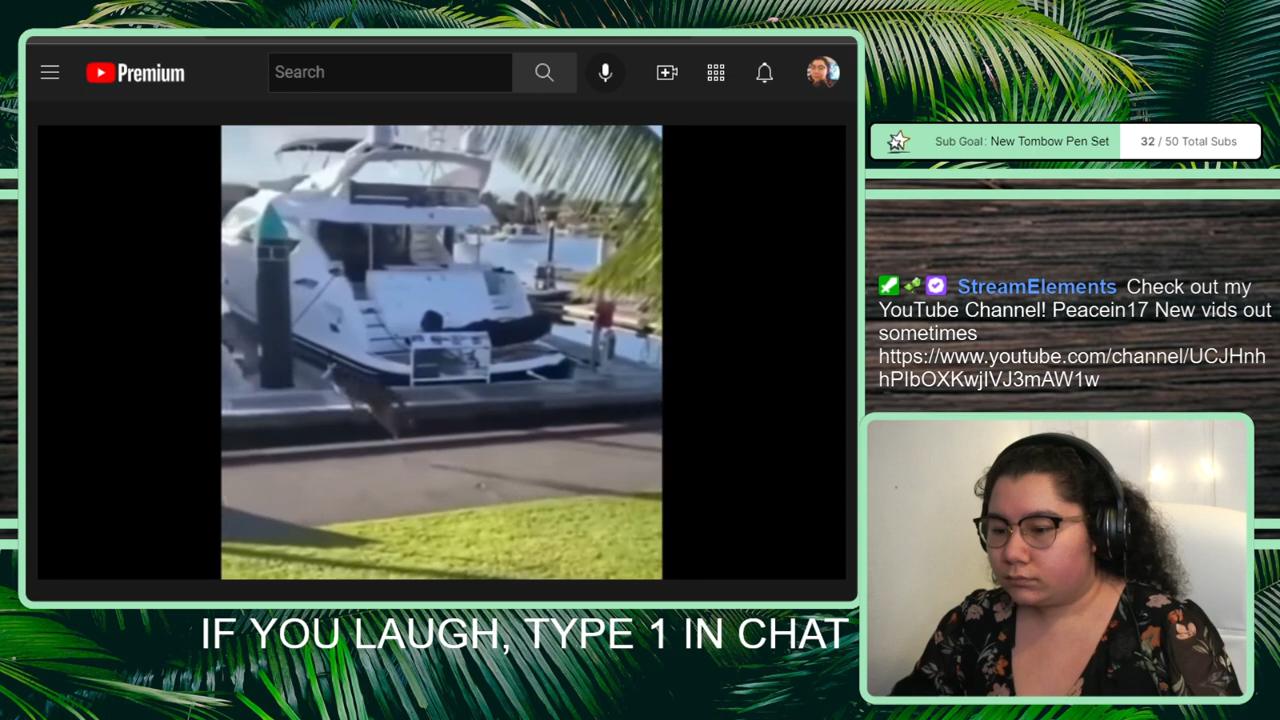 Premium
Search
Sub Goal: New Tombow Pen Set
32 / 50 Total Subs
StreamElements Check out my
YouTube Channel! Peacein17 New vids out
sometimes
https://www.youtube.com/channel/UCJHnh
hPIbOXKwjIVJ3mAW1w
IF YOU LAUGH, TYPE 1 IN CHAT